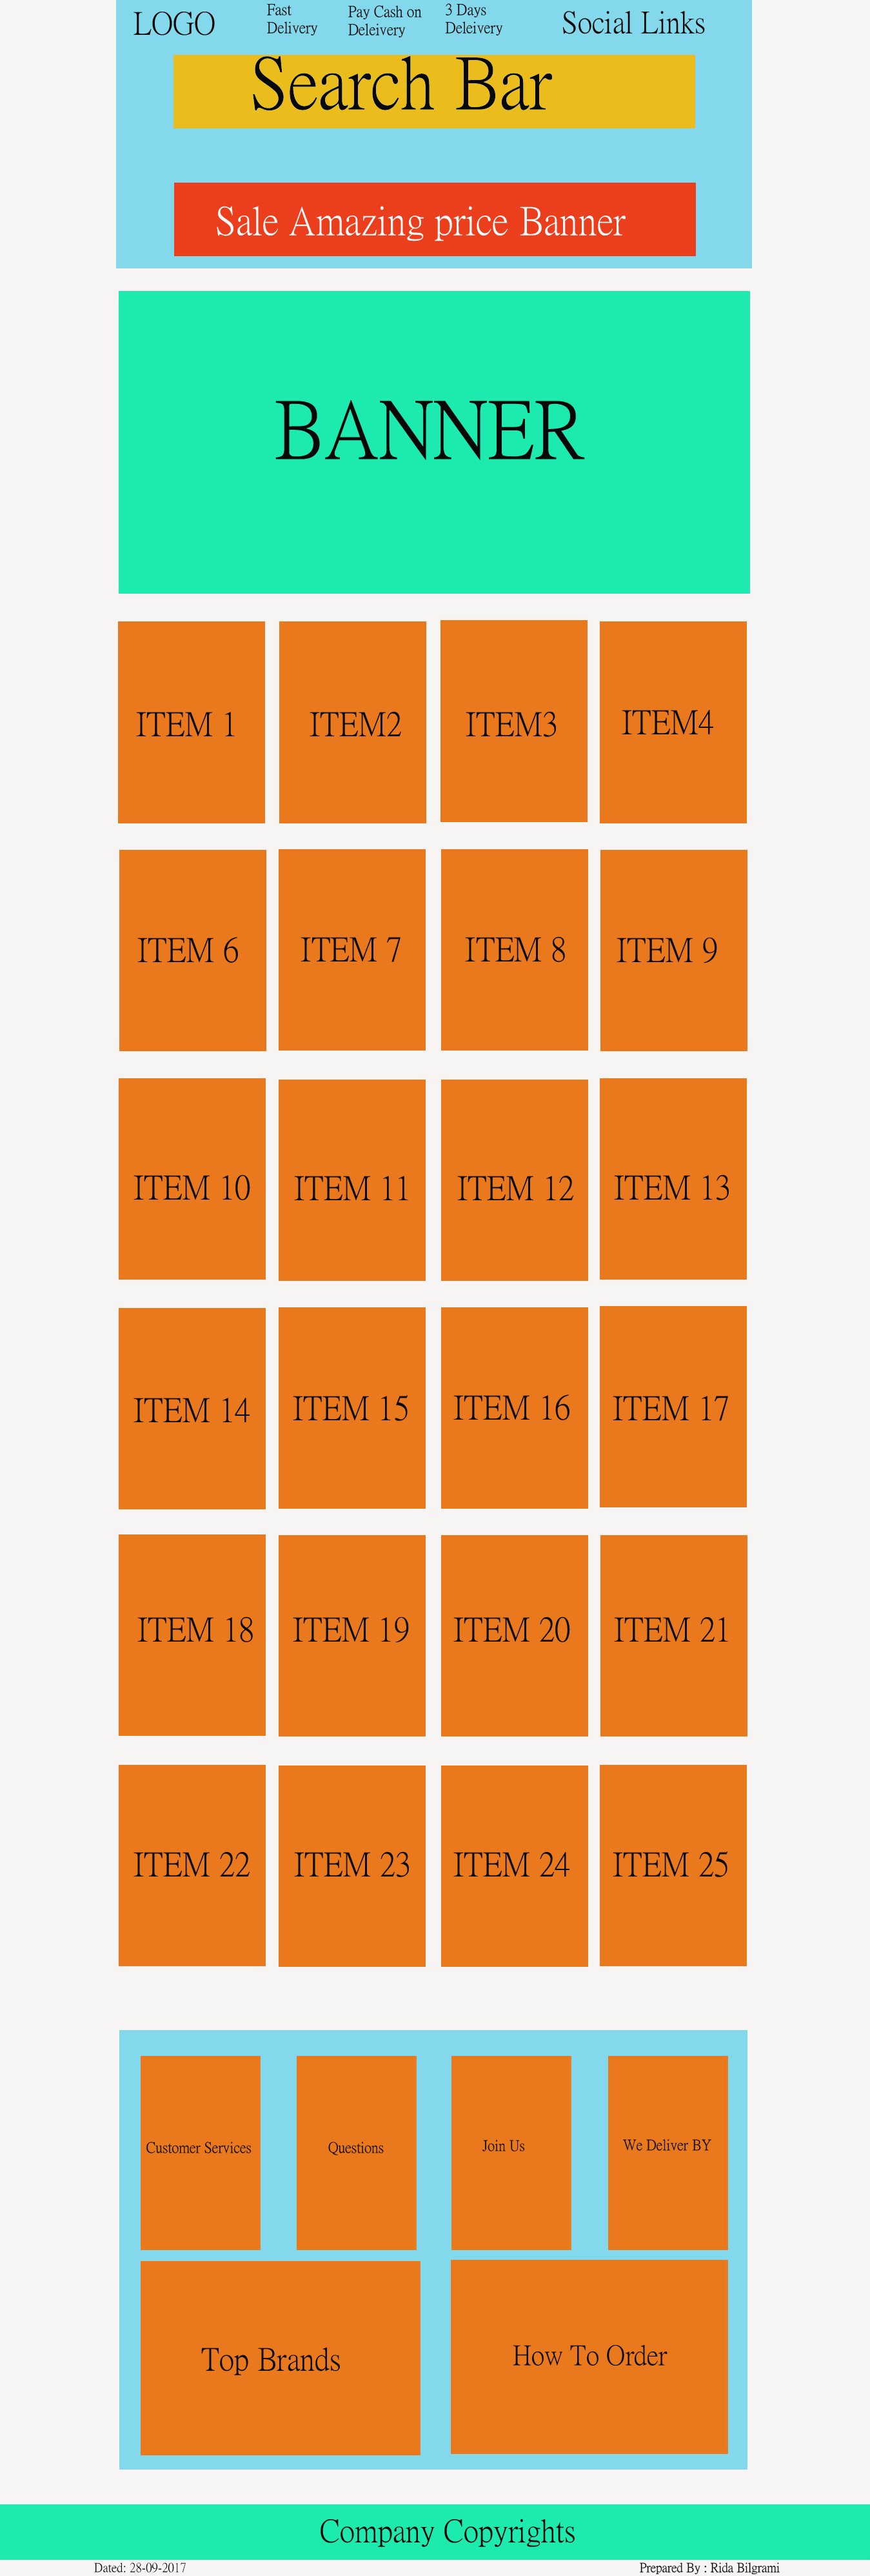 LOGO
Fast
Delivery
Pay Cash on
Deleivery
3 Days
Deleivery
Social Links
Search Bar
Sale Amazing price Banner
BANNER
ITEM 1
ITEM2
ITEM3
ITEM4
ITEM 6
ITEM 7
ITEM 8
ITEM 9
ITEM 10
ITEM 11
ITEM 12
ITEM 13
ITEM 14
ITEM 15
ITEM 16
ITEM 17
ITEM 18
ITEM 19
ITEM 20
ITEM 21
ITEM 22
ITEM 23
ITEM 24
ITEM 25
Customer Services
Questions
Join Us
We Deliver BY
Top Brands
How To Order
Company Copyrights
Dated: 28-09-2017
Prepared By : Rida Bilgrami